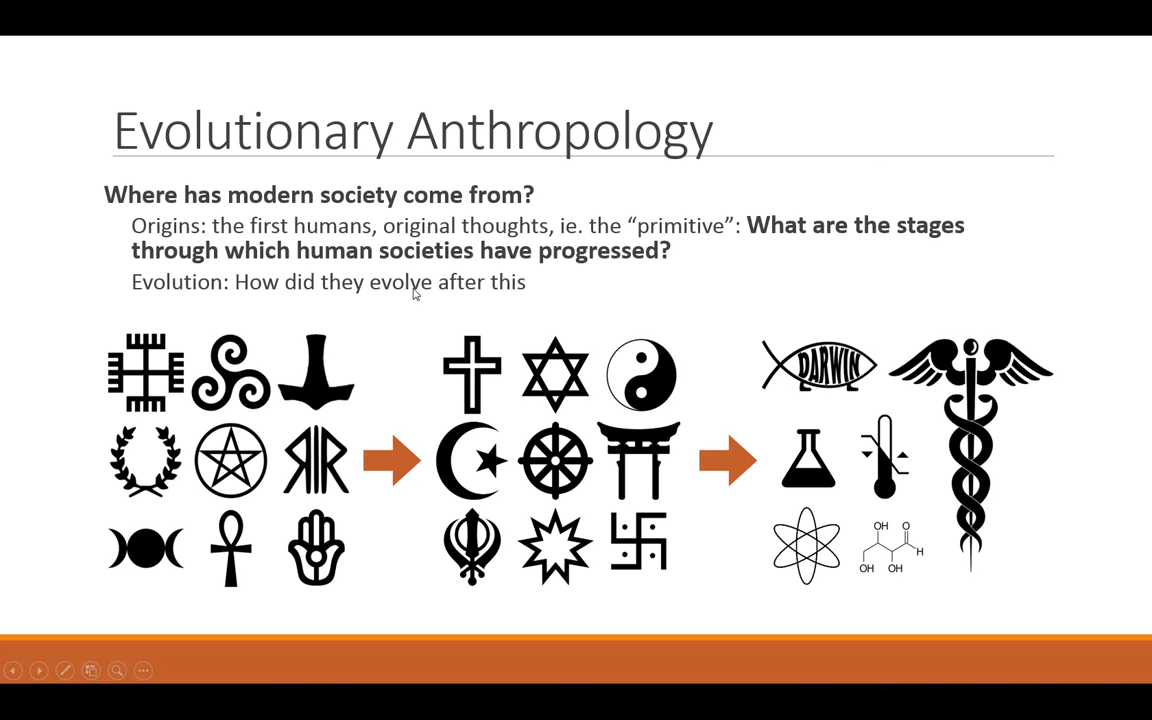 Evolutionary Anthropology
Where has modern society come from?
Origins: the first humans, original thoughts, ie. the “primitive”: What are the stages
through which human societies have progressed?
Evolution: How did they evolve after this
DARWIN
OH
O
H
OH
OH